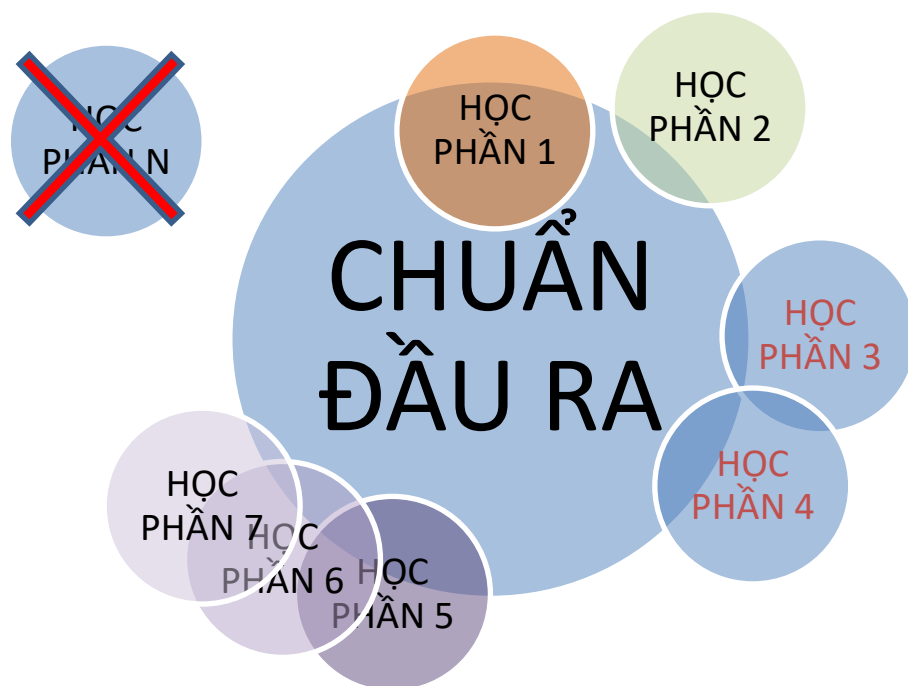 HỌC
PHẦN N
HỌC
PHẦN 1
HỌC
PHẦN 2
CHUẨN
ĐẦU RA
HỌC
PHẦN 3
HỌC
PHẦN 4
HỌC
PHẦN 7
HỌC
PHẦN 6
HỌC
PHẦN 5